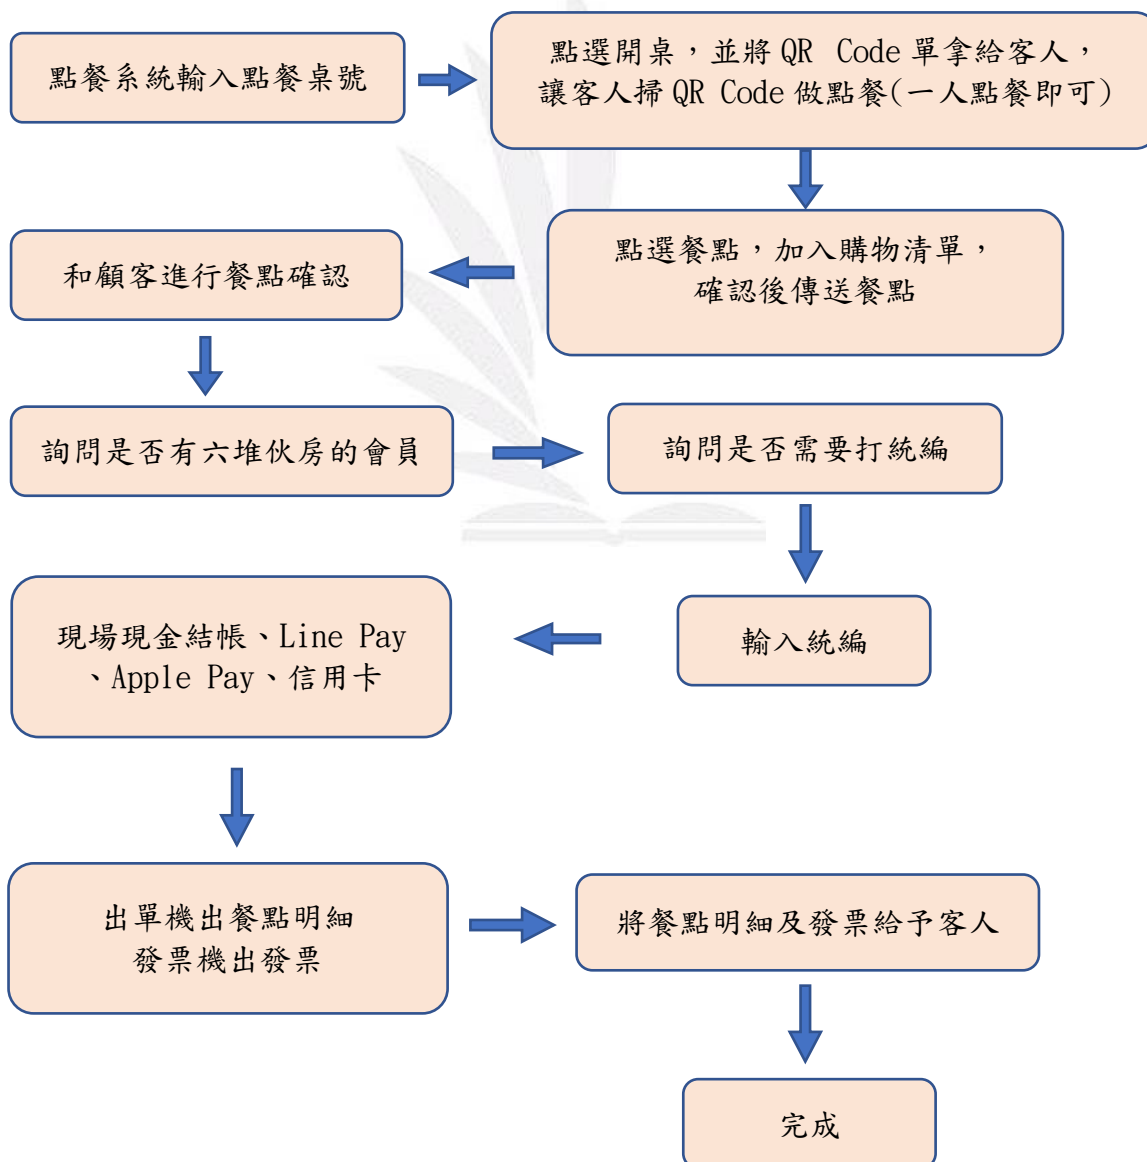 點餐系統輸入點餐桌號
點選開桌，並將 QR Code 單拿給客人，
讓客人掃 QR Code 做點餐(一人點餐即可)
點選餐點，加入購物清單，
確認後傳送餐點
和顧客進行餐點確認
詢問是否有六堆伙房的會員
詢問是否需要打統編
輸入統編
現場現金結帳、Line Pay
、Apple Pay、信用卡
出單機出餐點明細
發票機出發票
將餐點明細及發票給予客人
完成